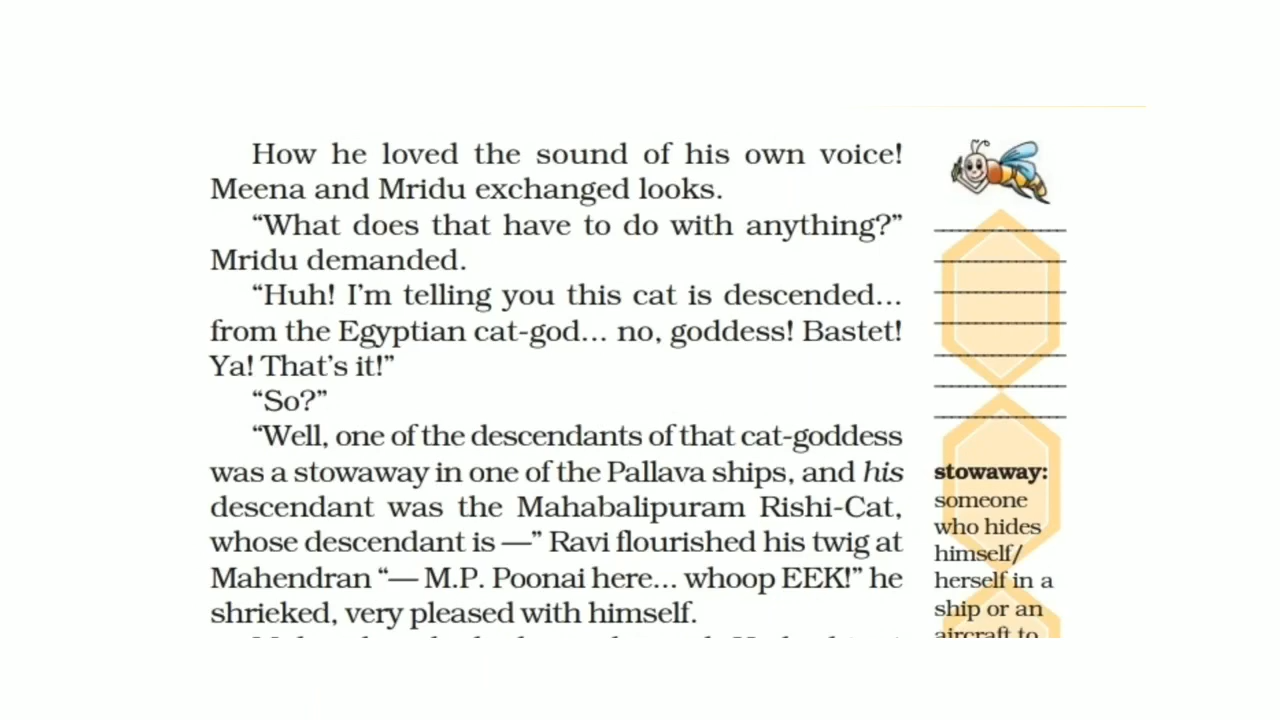 How he loved the sound of his own voice!
Meena and Mridu exchanged looks.
“What does that have to do with anything?”
Mridu demanded.
“Huh! I'm telling you this cat is descended...
from the Egyptian cat-god... no, goddess! Bastet!
Ya! That’s it!”
“So?”
“Well, one of the descendants of that cat-goddess
was a stowaway in one of the Pallava ships, and his
descendant was the Mahabalipuram Rishi-Cat,
whose descendant is —” Ravi flourished his twig at
Mahendran “— M.P. Poonai here... whoop EEK!” he
shrieked, very pleased with himself.
stowaway:
someone
who hides
himself/
herself in a
ship or an
aircraft to